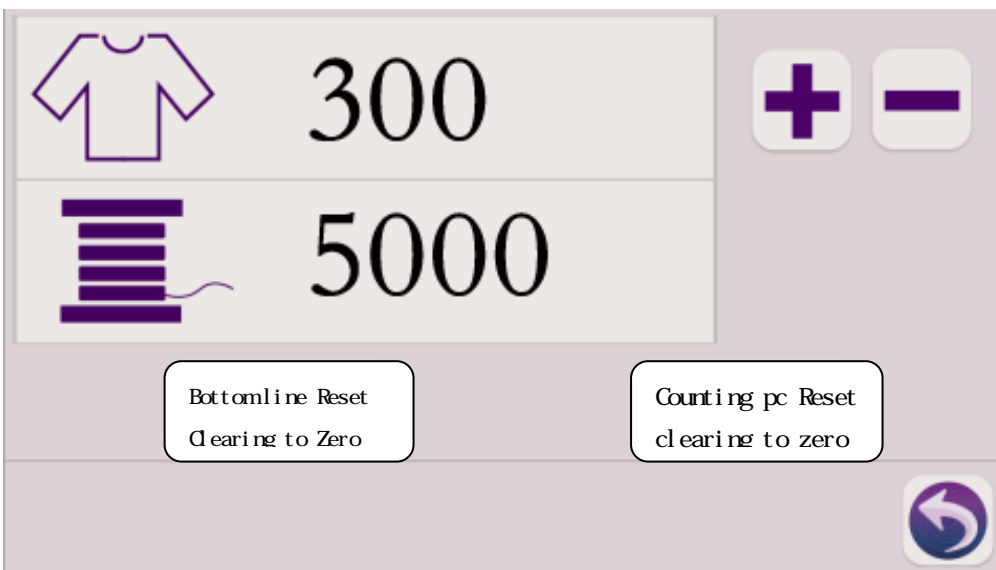 300
5000
Bottomline Reset
Clearing to Zero
Counting pc Reset
clearing to zero